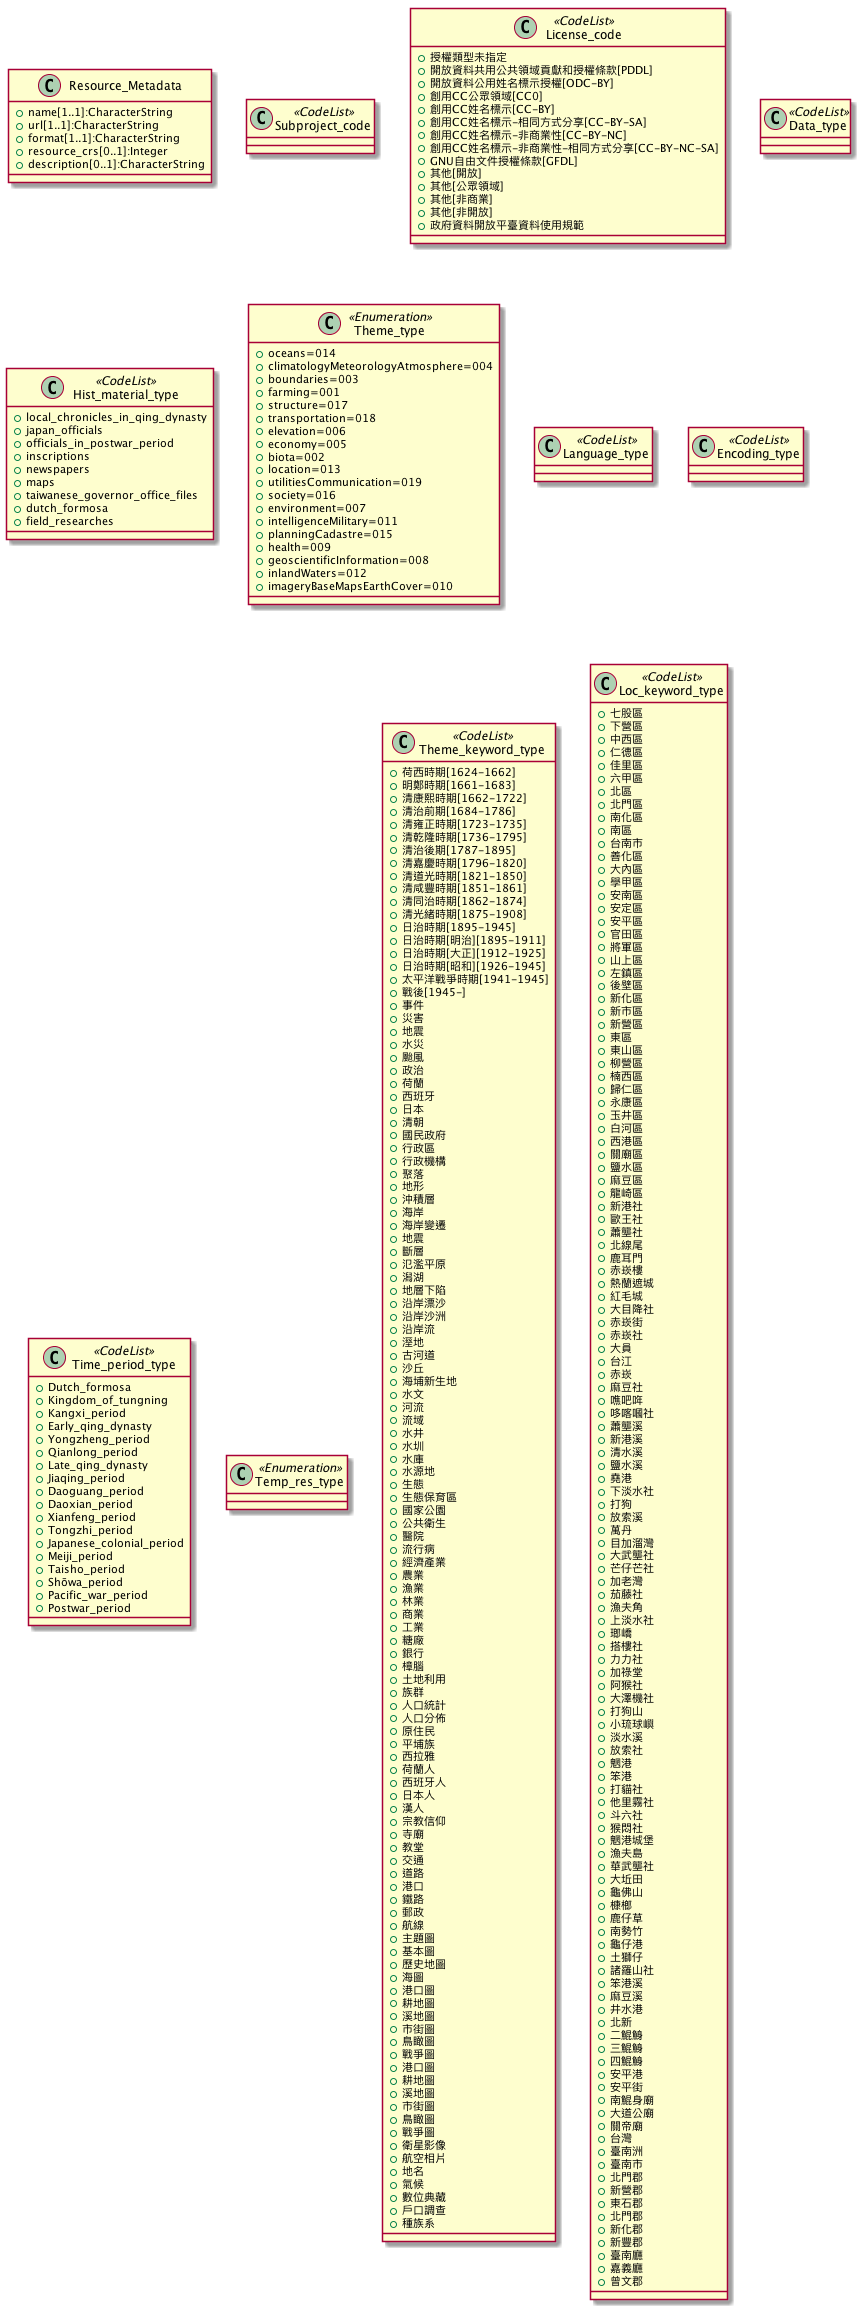 Resource_Metadata
name[1..1]:CharacterString
url[1..1]:CharacterString
format[1..1]:CharacterString
resource_crs[0..1]:Integer
description[0..1]:CharacterString
«CodeList»
Subproject_code
«CodeList»
License_code
授權類型未指定
開放資料共用公共領域貢獻和授權條款[PDDL]
開放資料公用姓名標示授權[ODC-BY]
創用CC公眾領域[CC0]
創用CC姓名標示[CC-BY]
創用CC姓名標示-相同方式分享[CC-BY-SA]
創用CC姓名標示-非商業性[CC-BY-NC]
創用CC姓名標示-非商業性-相同方式分享[CC-BY-NC-SA]
GNU自由文件授權條款[GFDL]
其他[開放]
其他[公眾領域]
其他[非商業]
其他[非開放]
政府資料開放平臺資料使用規範
«CodeList»
Data_type
«CodeList»
Hist_material_type
local_chronicles_in_qing_dynasty
japan_officials
officials_in_postwar_period
inscriptions
newspapers
maps
taiwanese_governor_office_files
dutch_formosa
field_researches
«Enumeration»
Theme_type
oceans=014
climatologyMeteorologyAtmosphere=004
boundaries=003
farming=001
structure=017
transportation=018
elevation=006
economy=005
biota=002
location=013
utilitiesCommunication=019
society=016
environment=007
intelligenceMilitary=011
planningCadastre=015
health=009
geoscientificInformation=008
inlandWaters=012
imageryBaseMapsEarthCover=010
«CodeList»
Language_type
«CodeList»
Encoding_type
«CodeList»
Time_period_type
Dutch_formosa
Kingdom_of_tungning
Kangxi_period
Early_qing_dynasty
Yongzheng_period
Qianlong_period
Late_qing_dynasty
Jiaqing_period
Daoguang_period
Daoxian_period
Xianfeng_period
Tongzhi_period
Japanese_colonial_period
Meiji_period
Taisho_period
Shōwa_period
Pacific_war_period
Postwar_period
«Enumeration»
Temp_res_type
«CodeList»
Theme_keyword_type
荷西時期[1624-1662]
明鄭時期[1661-1683]
清康熙時期[1662-1722]
清治前期[1684-1786]
清雍正時期[1723-1735]
清乾隆時期[1736-1795]
清治後期[1787-1895]
清嘉慶時期[1796-1820]
清道光時期[1821-1850]
清咸豐時期[1851-1861]
清同治時期[1862-1874]
清光緒時期[1875-1908]
日治時期[1895-1945]
日治時期[明治][1895-1911]
日治時期[大正][1912-1925]
日治時期[昭和][1926-1945]
太平洋戰爭時期[1941-1945]
戰後[1945-]
事件
災害
地震
水災
颱風
政治
荷蘭
西班牙
日本
清朝
國民政府
行政區
行政機構
聚落
地形
沖積層
海岸
海岸變遷
地震
斷層
氾濫平原
潟湖
地層下陷
沿岸漂沙
沿岸沙洲
沿岸流
溼地
古河道
沙丘
海埔新生地
水文
河流
流域
水井
水圳
水庫
水源地
生態
生態保育區
國家公園
公共衛生
醫院
流行病
經濟產業
農業
漁業
林業
商業
工業
糖廠
銀行
樟腦
土地利用
族群
人口統計
人口分佈
原住民
平埔族
西拉雅
荷蘭人
西班牙人
日本人
漢人
宗教信仰
寺廟
教堂
交通
道路
港口
鐵路
郵政
航線
主題圖
基本圖
歷史地圖
海圖
港口圖
耕地圖
溪地圖
市街圖
鳥瞰圖
戰爭圖
港口圖
耕地圖
溪地圖
市街圖
鳥瞰圖
戰爭圖
衛星影像
航空相片
地名
氣候
數位典藏
戶口調查
種族系
«CodeList»
Loc_keyword_type
七股區
下營區
中西區
仁德區
佳里區
六甲區
北區
北門區
南化區
南區
台南市
善化區
大內區
學甲區
安南區
安定區
安平區
官田區
將軍區
山上區
左鎮區
後壁區
新化區
新市區
新營區
東區
東山區
柳營區
楠西區
歸仁區
永康區
玉井區
白河區
西港區
關廟區
鹽水區
麻豆區
龍崎區
新港社
歐王社
蕭壟社
北線尾
鹿耳門
赤崁樓
熱蘭遮城
紅毛城
大目降社
赤崁街
赤崁社
大員
台江
赤崁
麻豆社
噍吧哖
哆喀嘓社
蕭壟溪
新港溪
清水溪
鹽水溪
堯港
下淡水社
打狗
放索溪
萬丹
目加溜灣
大武壟社
芒仔芒社
加老灣
茄藤社
漁夫角
上淡水社
瑯嶠
搭樓社
力力社
加祿堂
阿猴社
大澤機社
打狗山
小琉球嶼
淡水溪
放索社
魍港
笨港
打貓社
他里霧社
斗六社
猴悶社
魍港城堡
漁夫島
華武壟社
大坵田
龜佛山
槺榔
鹿仔草
南勢竹
龜仔港
土獅仔
諸羅山社
笨港溪
麻豆溪
井水港
北新
二鯤鯓
三鯤鯓
四鯤鯓
安平港
安平街
南鯤身廟
大道公廟
關帝廟
台灣
臺南洲
臺南市
北門郡
新營郡
東石郡
北門郡
新化郡
新豐郡
臺南廳
嘉義廳
曾文郡